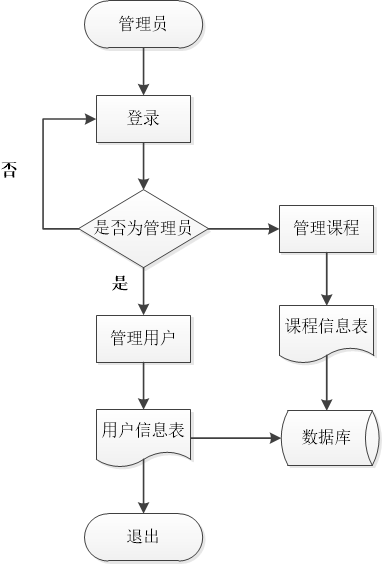 管理员
登录
否
是否为管理员
管理课程
是
管理用户
课程信息表
用户信息表
数据库
退出